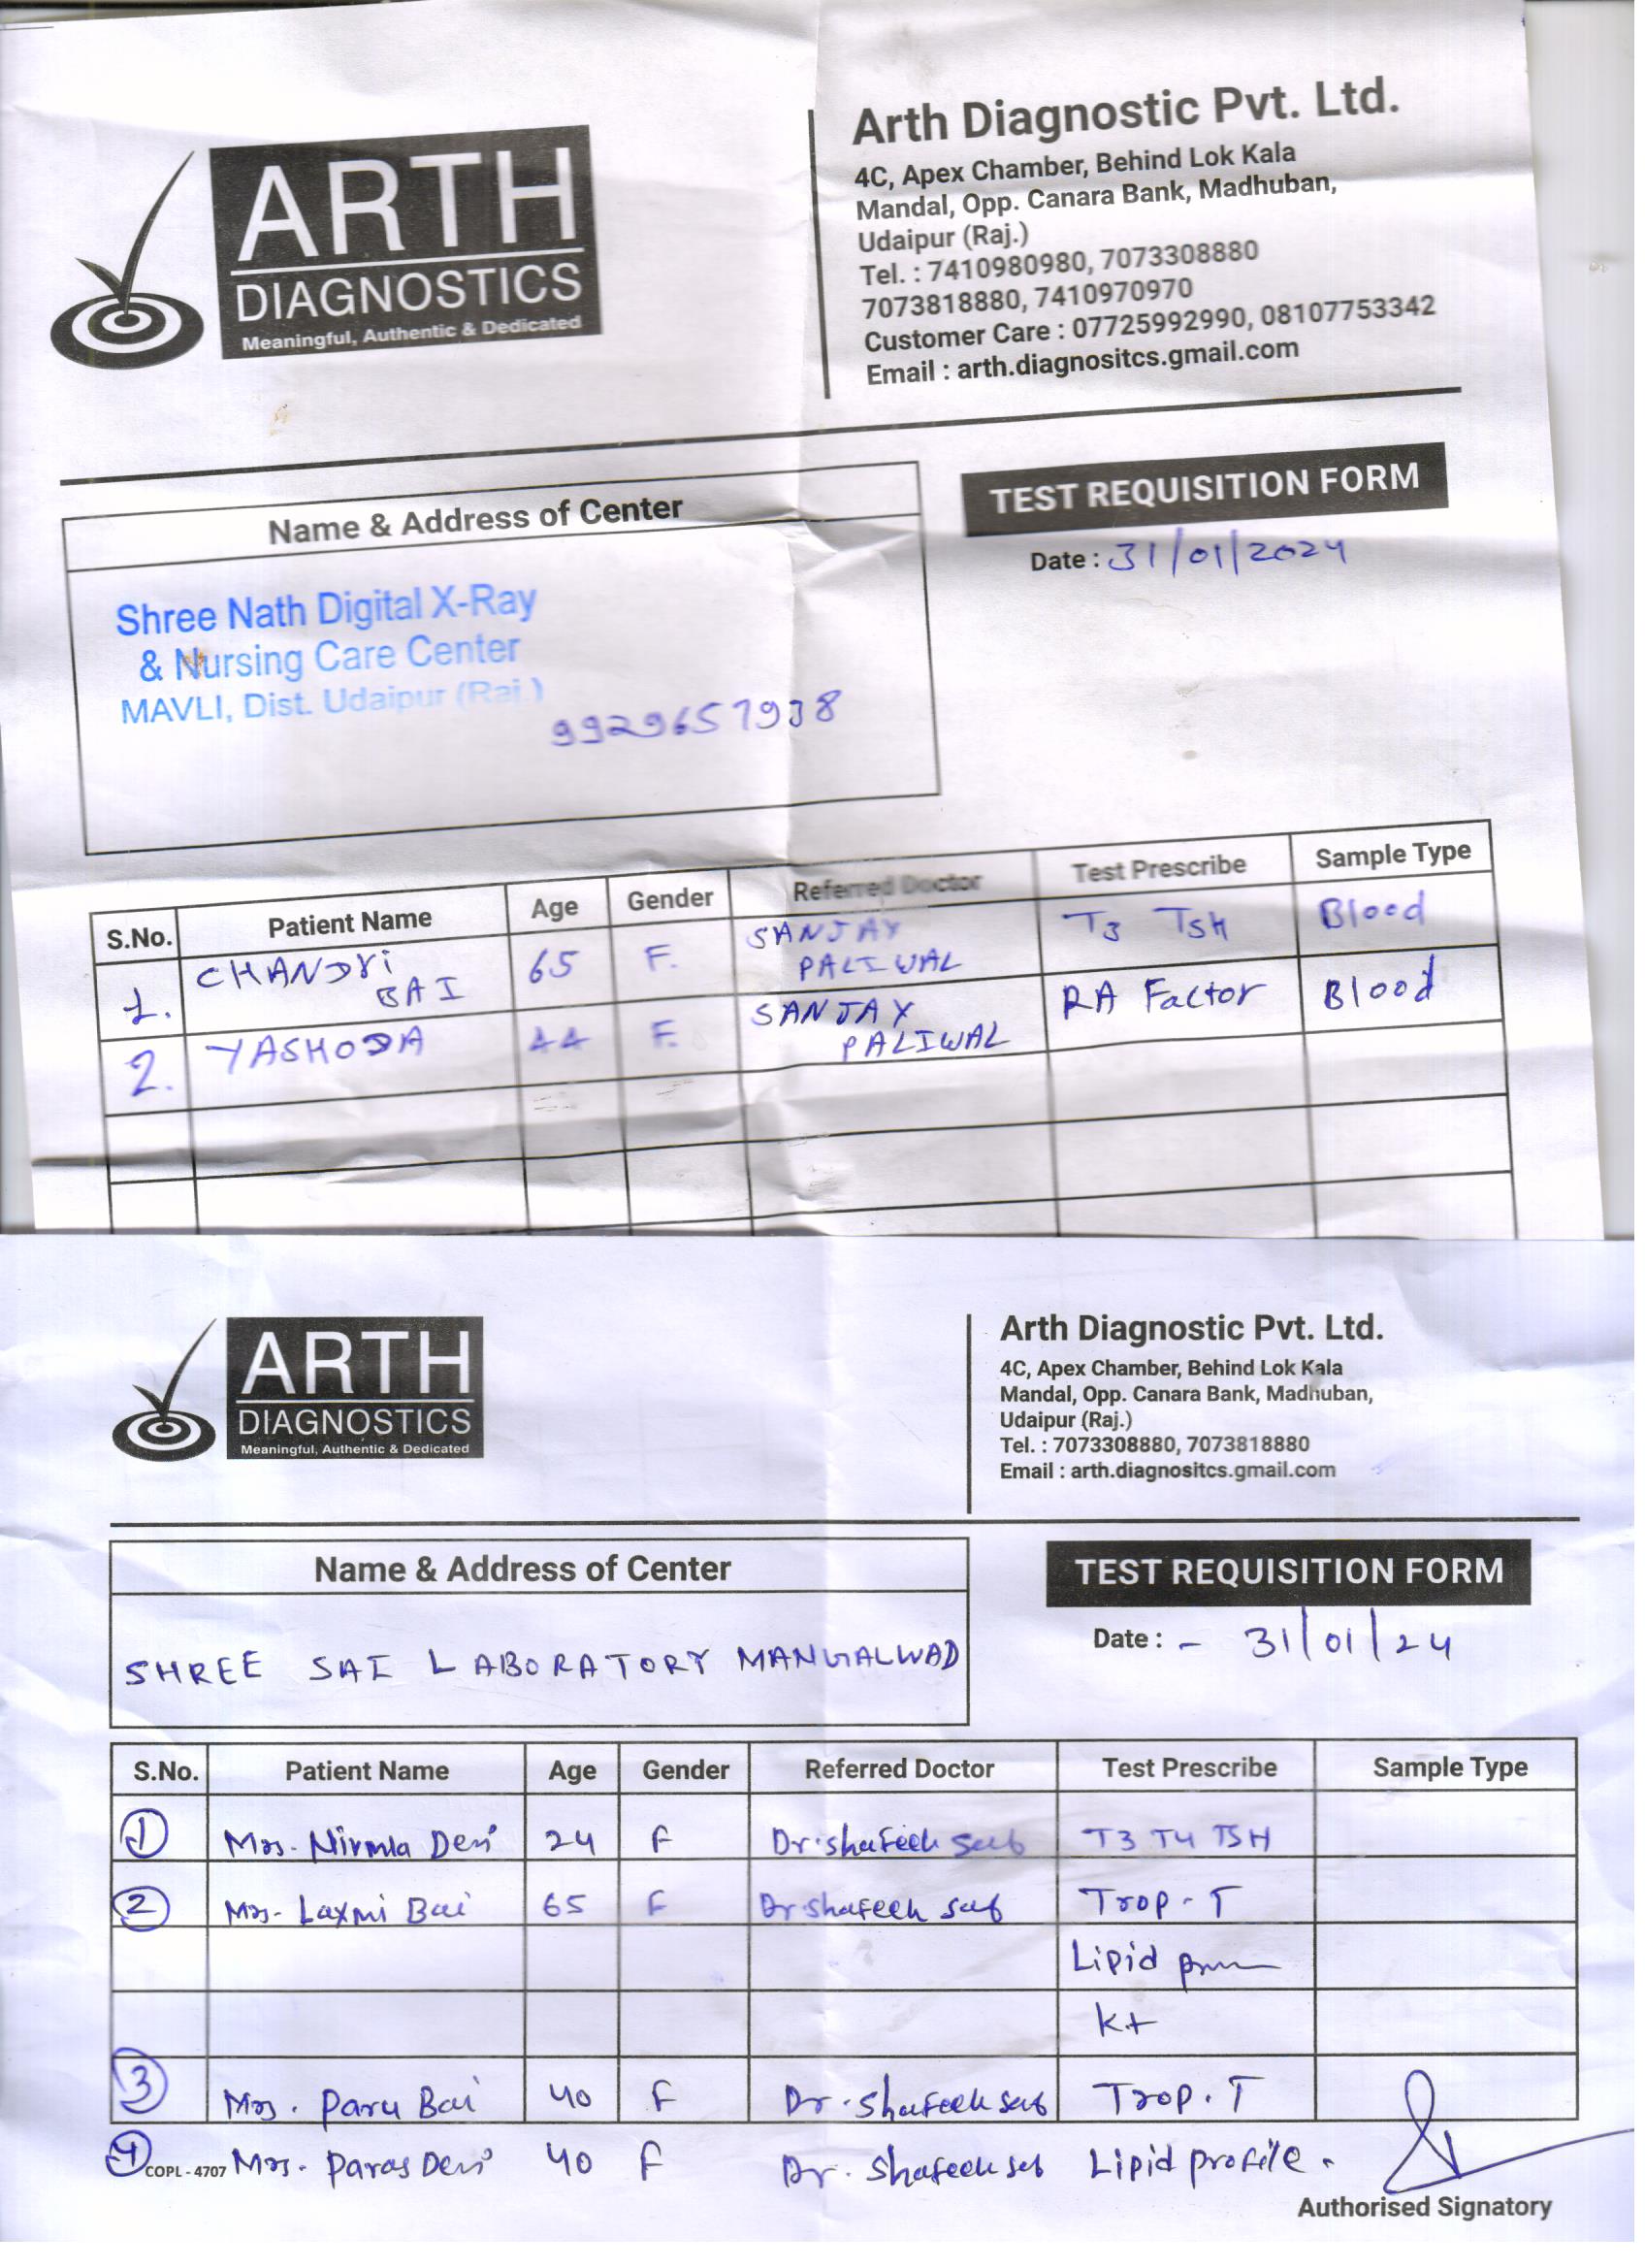 ARTH
DIAGNOSTICS
Meaningful, Authentic & Dedicated
Arth Diagnostic Pvt. Ltd.
4C, Apex Chamber, Behind Lok Kala
Mandal, Opp. Canara Bank, Madhuban,
Udaipur (Raj.)
Tel. : 7410980980, 7073308880
7073818880, 7410970970
Customer Care : 07725992990, 08107753342
Email : arth.diagnositcs.gmail.com
Name & Address of Center
TEST REQUISITION FORM
Date : 31/01/2024
Shree Nath Digital X-Ray
& Nursing Care Center
MAVLI, Dist. Udaipur (Raj.)
9929657938
S.No. Patient Name Age Gender Referred Doctor Test Prescribe Sample Type
1. CHANDri BAI 65 F. SANJAY PALIWAL T3 TSH Blood
2. YASHODA 44 F. SANJAY PALIWAL RA Factor Blood
ARTH
DIAGNOSTICS
Meaningful, Authentic & Dedicated
Arth Diagnostic Pvt. Ltd.
4C, Apex Chamber, Behind Lok Kala
Mandal, Opp. Canara Bank, Madhuban,
Udaipur (Raj.)
Tel. : 7073308880, 7073818880
Email : arth.diagnositcs.gmail.com
Name & Address of Center
TEST REQUISITION FORM
Date : - 31/01/24
SHREE SAI LABORATORY MANGALWAD
S.No. Patient Name Age Gender Referred Doctor Test Prescribe Sample Type
1 Mrs. Nirmla Devi 24 F Dr. Shafeek sab T3 T4 TSH
2 Mrs. Laxmi Bai 65 F Dr Shafeek sab Trop - T
Lipid
K+
3 Mrs. Paru Bai 40 F Dr. Shafeek sab Trop. T
4 COPL - 4707 Mrs. Paras Devi 40 F Dr. Shafeek sab Lipid profile.
Authorised Signatory